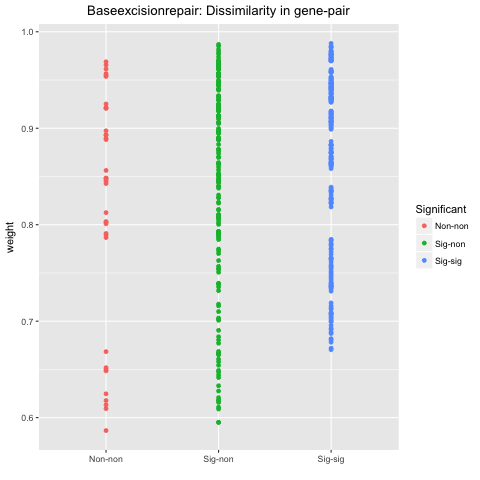 Baseexcisionrepair: Dissimilarity in gene-pair
1.0
0.9
0.8
0.7
0.6
weight
Non-non
Sig-non
Sig-sig
Significant
Non-non
Sig-non
Sig-sig